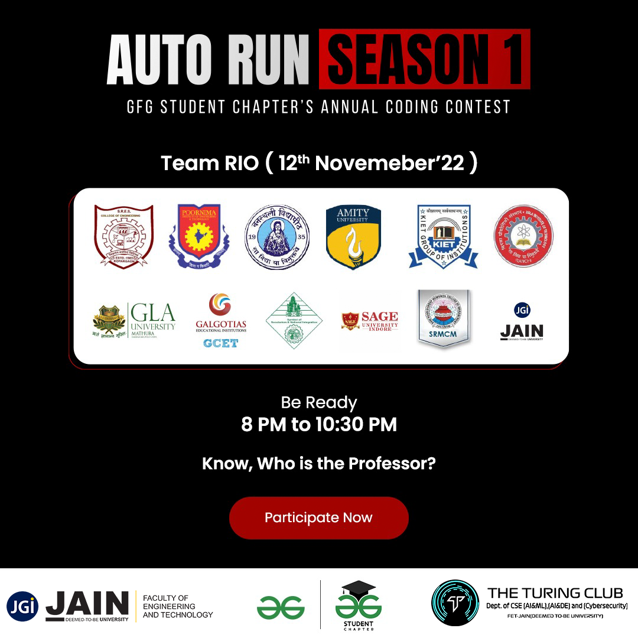 AUTO RUN SEASON 1
GFG STUDENT CHAPTER'S ANNUAL CODING CONTEST
Team RIO ( 12th Novemeber'22 )
POORNIMA
AMITY
UNIVERSITY
KIET
KIET GROUP OF INSTITUTIONS
1935
GLA
UNIVERSITY
MATHURA
GALGOTIAS
EDUCATIONAL INSTITUTIONS
GCET
SAGE
UNIVERSITY
INDORE
SRMCM
JGI
JAIN
Be Ready
8 PM to 10:30 PM
Know, Who is the Professor?
Participate Now
JGI JAIN
DEEMED-TO-BE UNIVERSITY
FACULTY OF
ENGINEERING
AND TECHNOLOGY
STUDENT
CHAPTER
THE TURING CLUB
Dept. of CSE (AI&ML),(AI&DE) and (Cybersecurity)
FET-JAIN(DEEMED TO-BE UNIVERSITY)